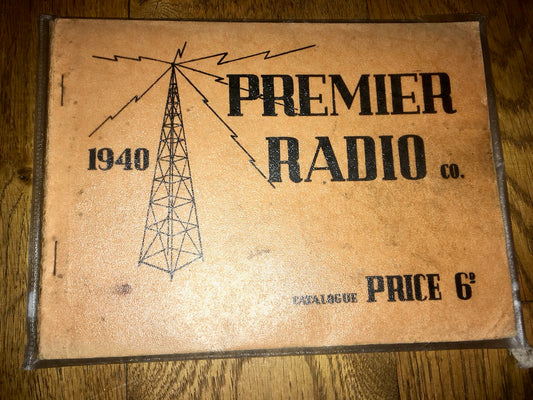 PREMIER
1940 RADIO CO.
CATALOGUE PRICE 6D